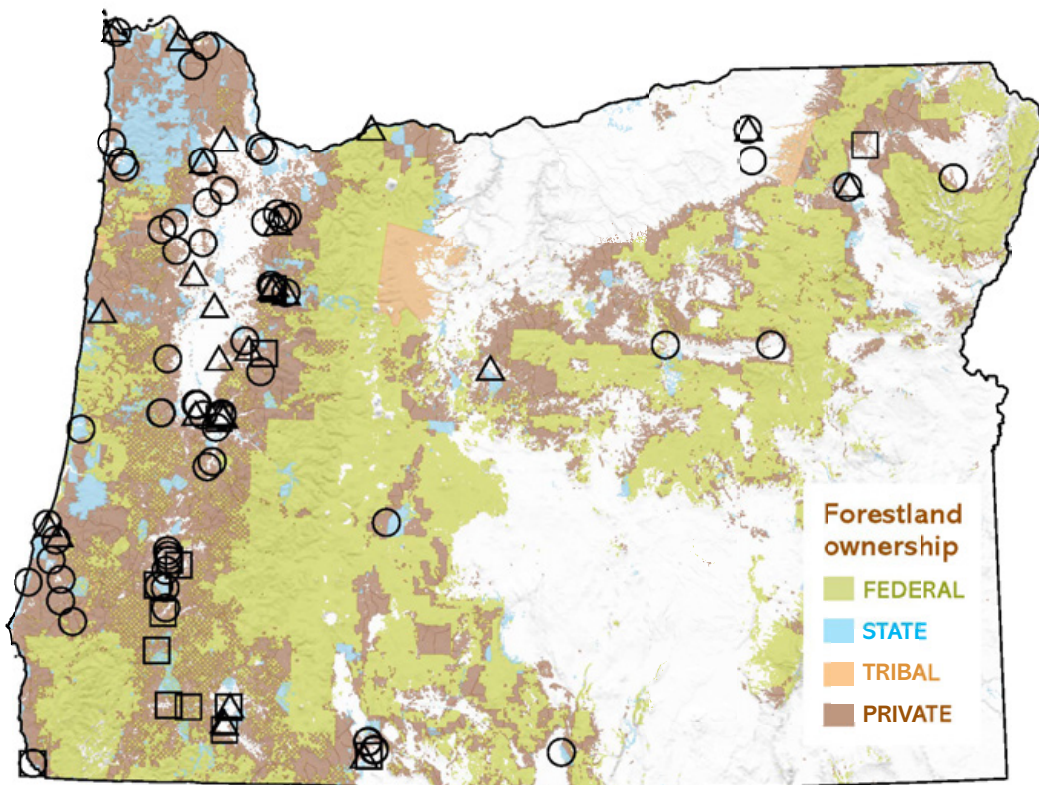 Forestland
ownership
FEDERAL
STATE
TRIBAL
PRIVATE